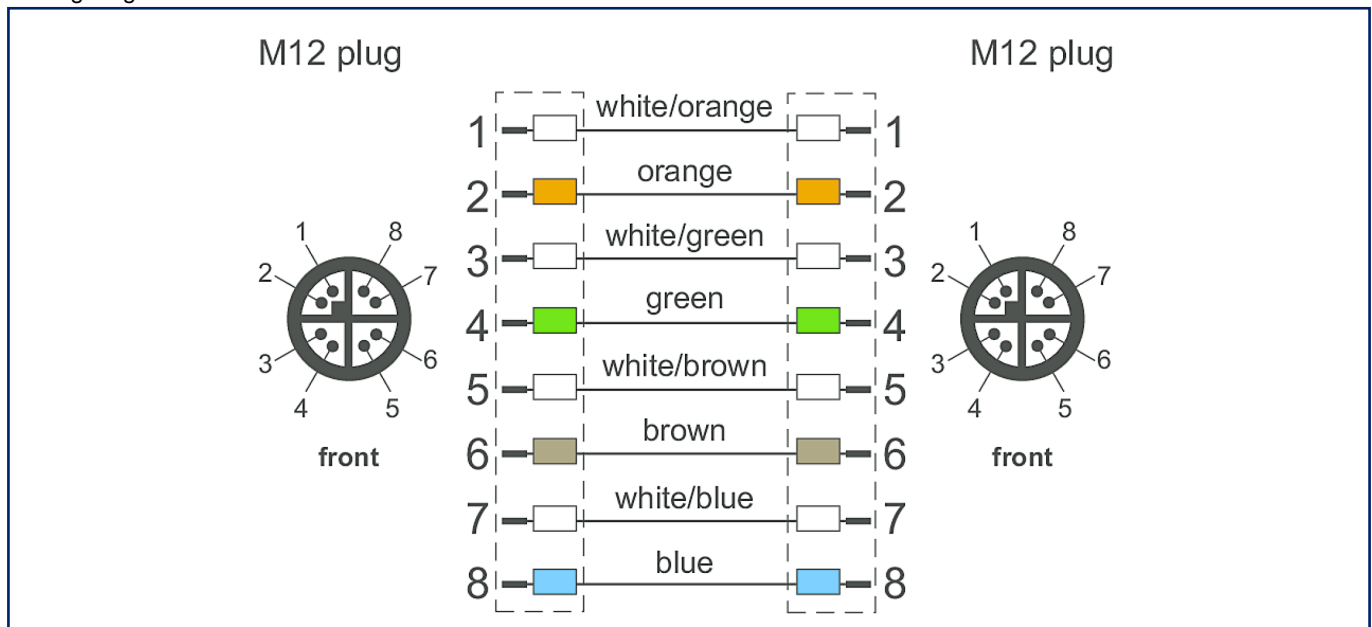 M12 plug M12 plug
white/orange
1 1
orange
2 2
white/green
3 3
green
4 4
white/brown
5 5
brown
6 6
white/blue
7 7
blue
8 8
1 8
2 7
3 6
4 5
front
1 8
2 7
3 6
4 5
front